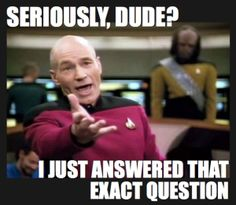 SERIOUSLY, DUDE?
I JUST ANSWERED THAT
EXACT QUESTION